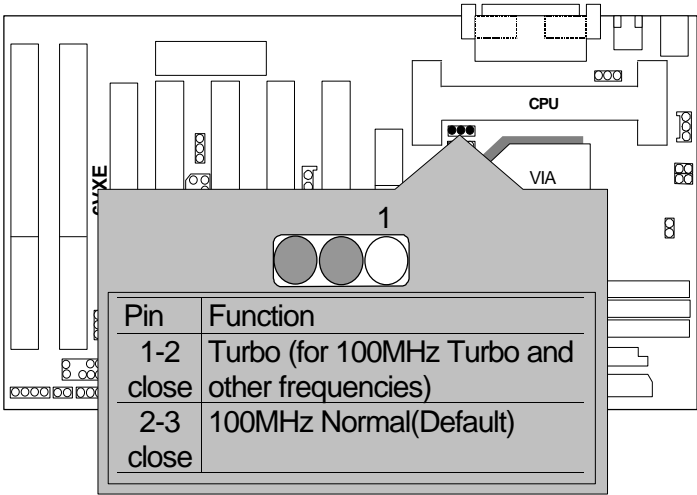 CPU
VIA
6VXE
1
Pin Function
1-2 Turbo (for 100MHz Turbo and
close other frequencies)
2-3 100MHz Normal(Default)
close